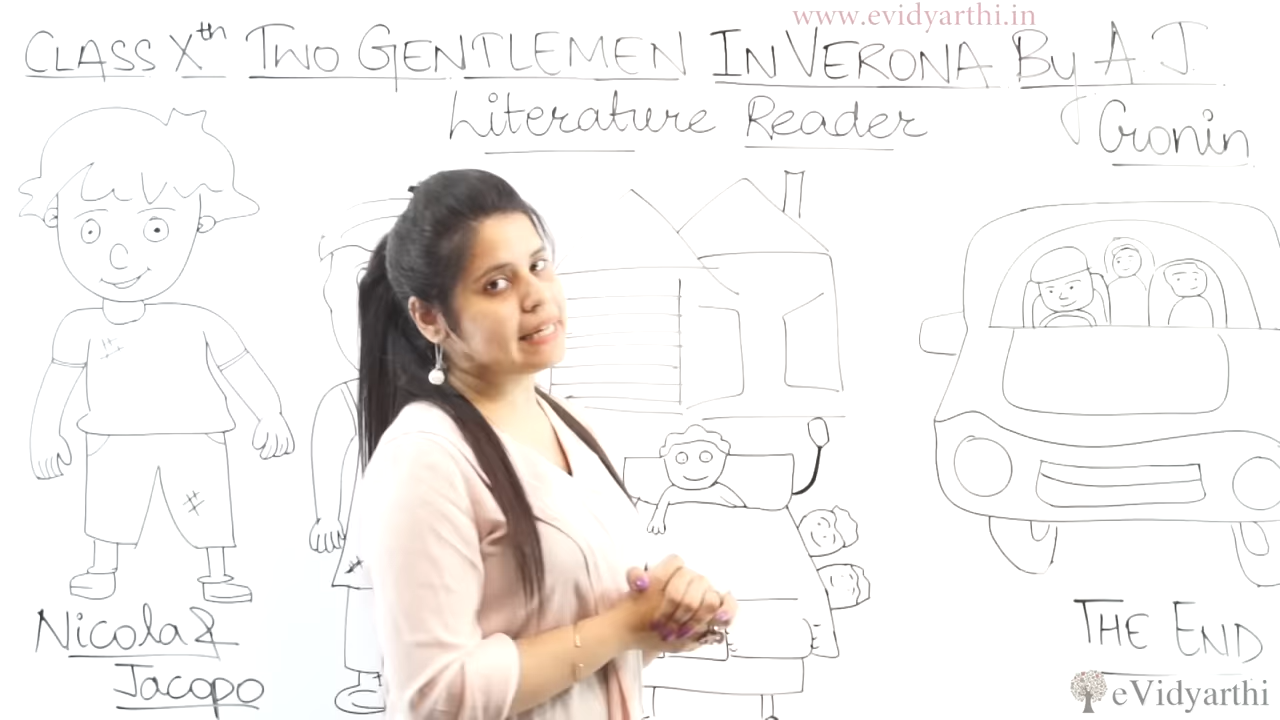 www.evidyarthi.in
CLASS Xth TWO GENTLEMEN IN VERONA By A.J.
Cronin
Literature Reader
Nicola &
Jacopo
THE END
eVidyarthi